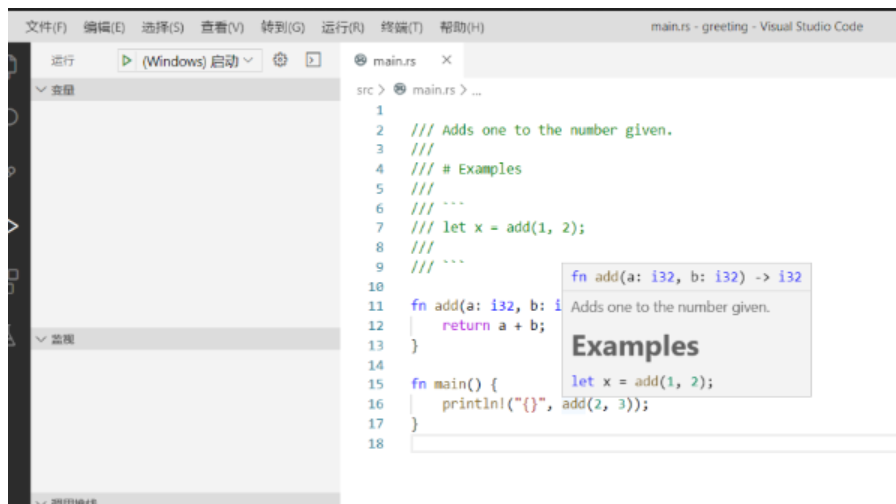 文件(F) 编辑(E) 选择(S) 查看(V) 转到(G) 运行(R) 终端(T) 帮助(H) main.rs - greeting - Visual Studio Code
运行 (Windows) 启动 main.rs
变量
src > main.rs > ...
1
2 /// Adds one to the number given.
3 ///
4 /// # Examples
5 ///
6 /// ```
7 /// let x = add(1, 2);
8 ///
9 /// ```
10
11 fn add(a: i32, b: i
12 return a + b;
13 }
14
15 fn main() {
16 println!("{}", add(2, 3));
17 }
18
fn add(a: i32, b: i32) -> i32
Adds one to the number given.
Examples
let x = add(1, 2);
监视